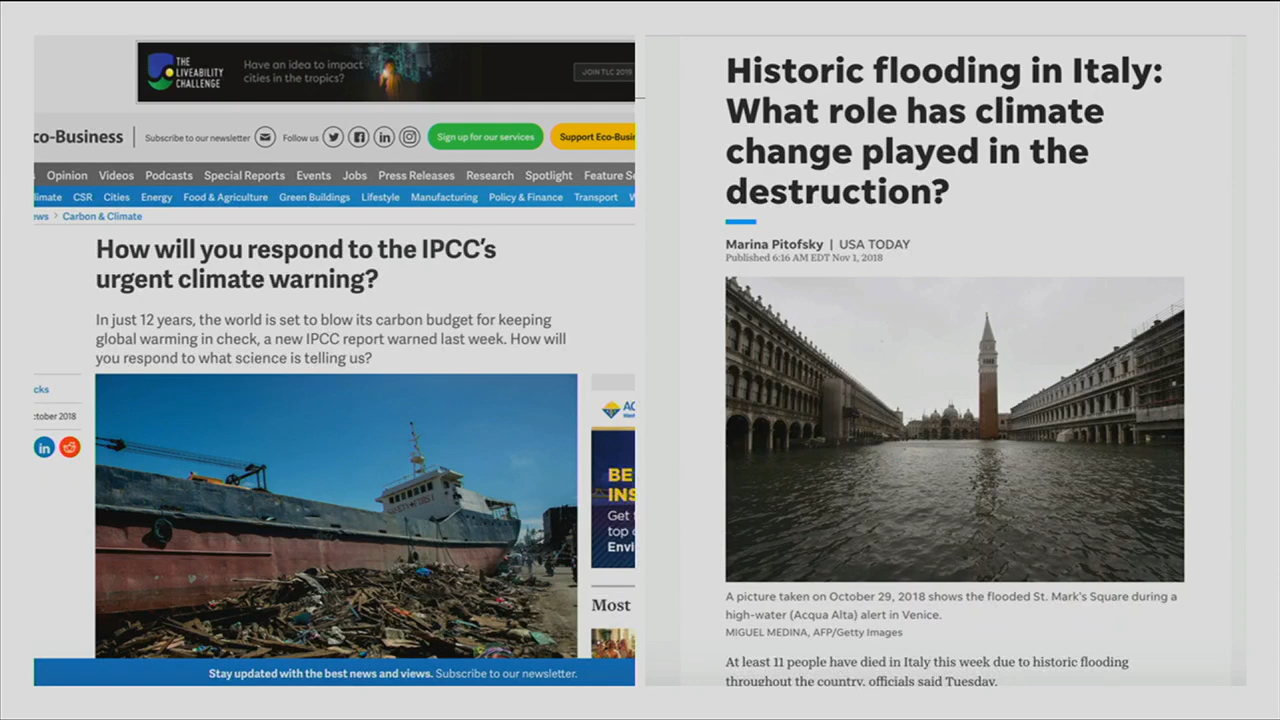 THE
LIVEABILITY
CHALLENGE
Have an idea to impact
cities in the tropics?
JOIN TLC 2019
co-Business
Subscribe to our newsletter
Follow us
Sign up for our services
Support Eco-Busin
Opinion Videos Podcasts Special Reports Events Jobs Press Releases Research Spotlight Feature Se
limate CSR Cities Energy Food & Agriculture Green Buildings Lifestyle Manufacturing Policy & Finance Transport W
ews > Carbon & Climate
How will you respond to the IPCC's
urgent climate warning?
In just 12 years, the world is set to blow its carbon budget for keeping
global warming in check, a new IPCC report warned last week. How will
you respond to what science is telling us?
cks
tober 2018
in
SAFETY FIRST
AC
BE
INS
Get
top
Envi
Most
Stay updated with the best news and views. Subscribe to our newsletter.
Historic flooding in Italy:
What role has climate
change played in the
destruction?
Marina Pitofsky | USA TODAY
Published 6:16 AM EDT Nov 1, 2018
A picture taken on October 29, 2018 shows the flooded St. Mark's Square during a
high-water (Acqua Alta) alert in Venice.
MIGUEL MEDINA, AFP/Getty Images
At least 11 people have died in Italy this week due to historic flooding
throughout the country, officials said Tuesday.